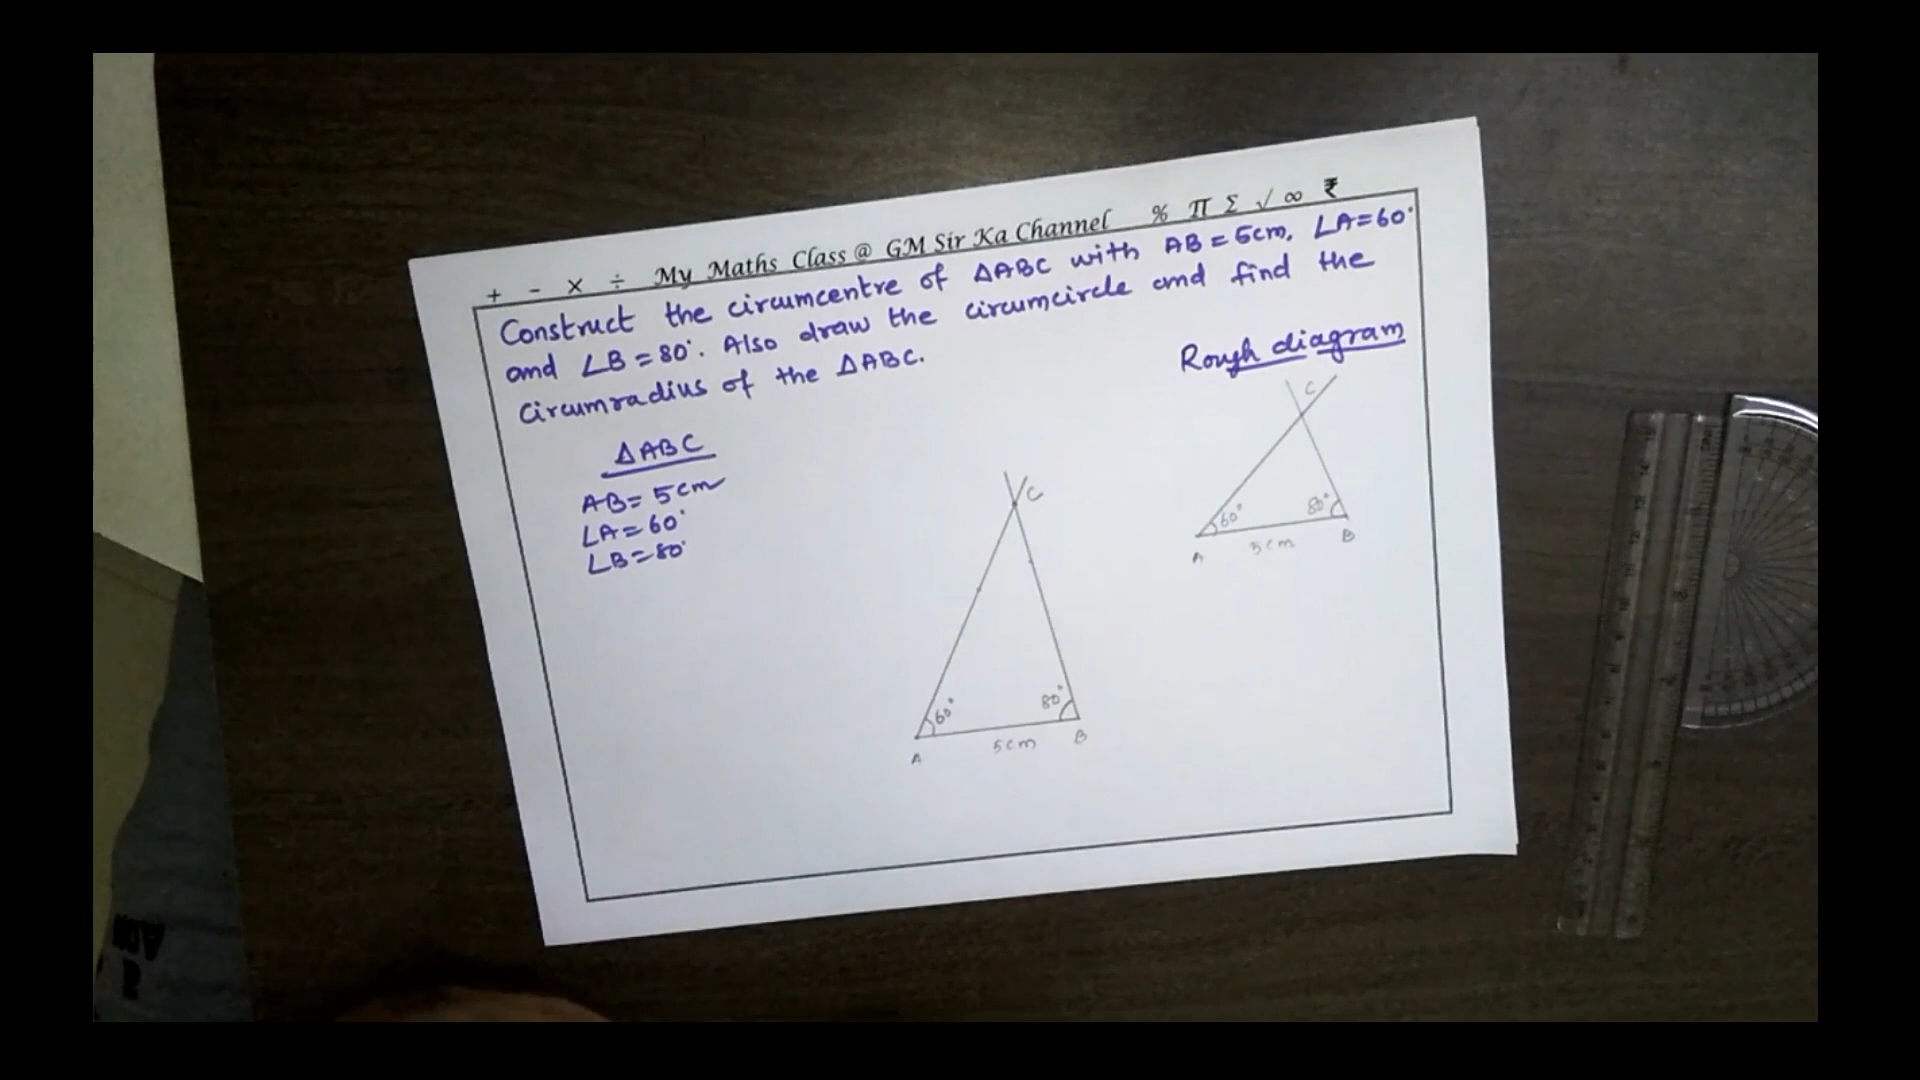 + - × ÷ My Maths Class @ GM Sir Ka Channel % Π Σ √ ∞ ₹
Construct the circumcentre of ΔABC with AB = 5cm, ∠A=60°
and ∠B = 80°. Also draw the circumcircle and find the
Circumradius of the ΔABC.
Rough diagram
ΔABC
AB= 5cm
∠A=60°
∠B=80°
C
60°
80°
A
5cm
B
C
60°
80°
A
5cm
B